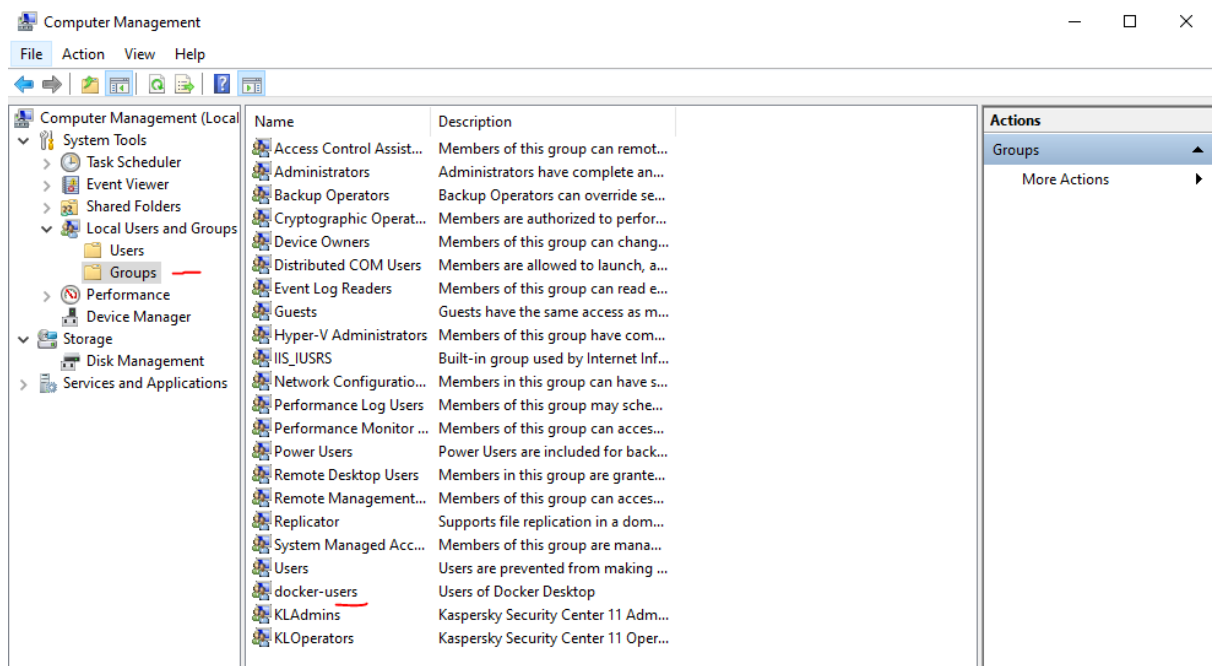 Computer Management
File Action View Help
Computer Management (Local
System Tools
Task Scheduler
Event Viewer
Shared Folders
Local Users and Groups
Users
Groups
Performance
Device Manager
Storage
Disk Management
Services and Applications
Name Description
Access Control Assist... Members of this group can remot...
Administrators Administrators have complete an...
Backup Operators Backup Operators can override se...
Cryptographic Operat... Members are authorized to perfor...
Device Owners Members of this group can chang...
Distributed COM Users Members are allowed to launch, a...
Event Log Readers Members of this group can read e...
Guests Guests have the same access as m...
Hyper-V Administrators Members of this group have com...
IIS_IUSRS Built-in group used by Internet Inf...
Network Configuratio... Members in this group can have s...
Performance Log Users Members of this group may sche...
Performance Monitor ... Members of this group can acces...
Power Users Power Users are included for back...
Remote Desktop Users Members in this group are grante...
Remote Management... Members of this group can acces...
Replicator Supports file replication in a dom...
System Managed Acc... Members of this group are mana...
Users Users are prevented from making ...
docker-users Users of Docker Desktop
KLAdmins Kaspersky Security Center 11 Adm...
KLOperators Kaspersky Security Center 11 Oper...
Actions
Groups
More Actions